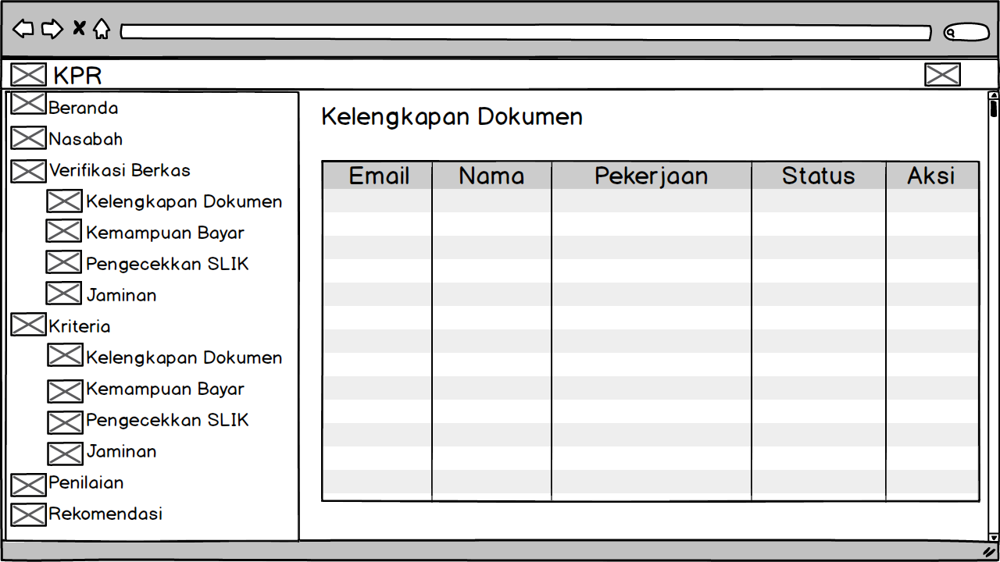 KPR
Beranda
Nasabah
Verifikasi Berkas
Kelengkapan Dokumen
Kemampuan Bayar
Pengecekkan SLIK
Jaminan
Kriteria
Kelengkapan Dokumen
Kemampuan Bayar
Pengecekkan SLIK
Jaminan
Penilaian
Rekomendasi
Kelengkapan Dokumen
Email Nama Pekerjaan Status Aksi